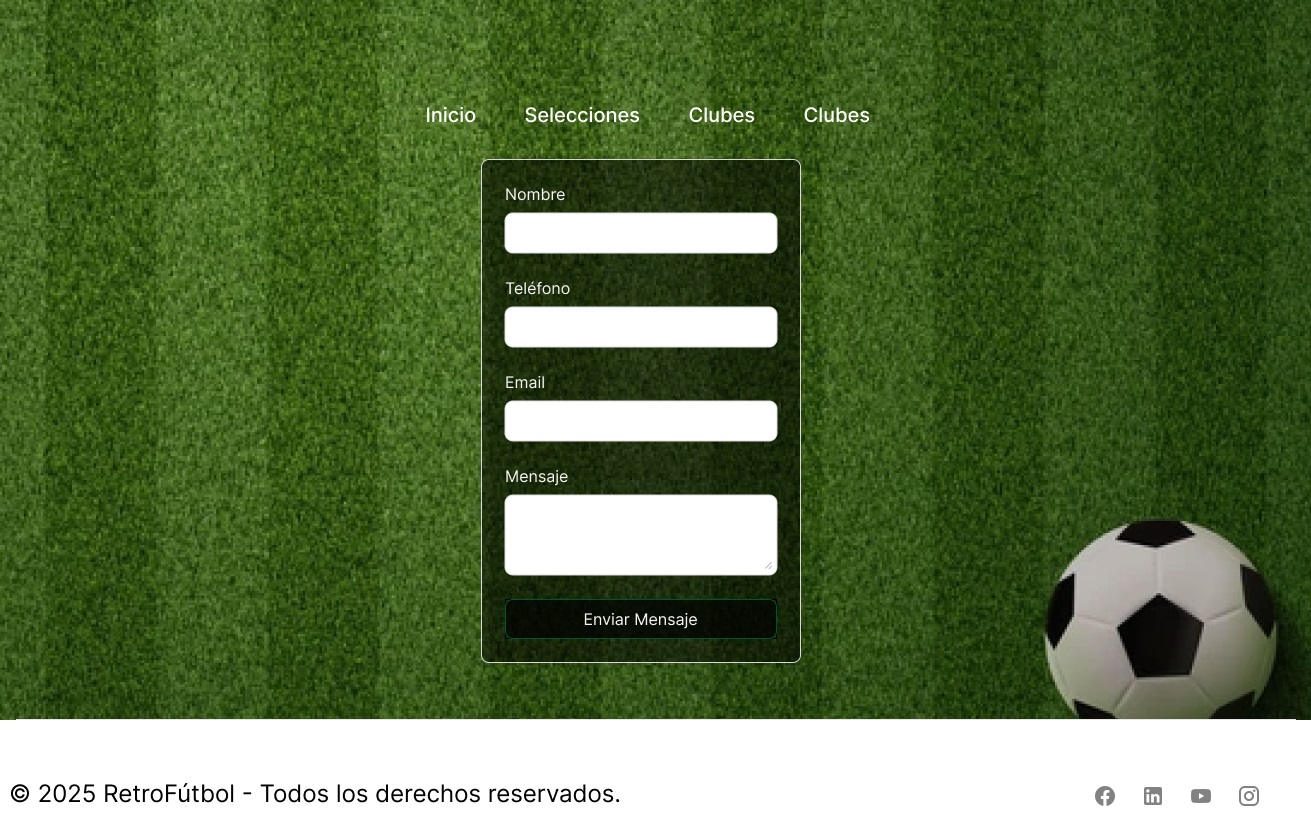 Inicio Selecciones Clubes Clubes
Nombre
Teléfono
Email
Mensaje
Enviar Mensaje
© 2025 RetroFútbol - Todos los derechos reservados.